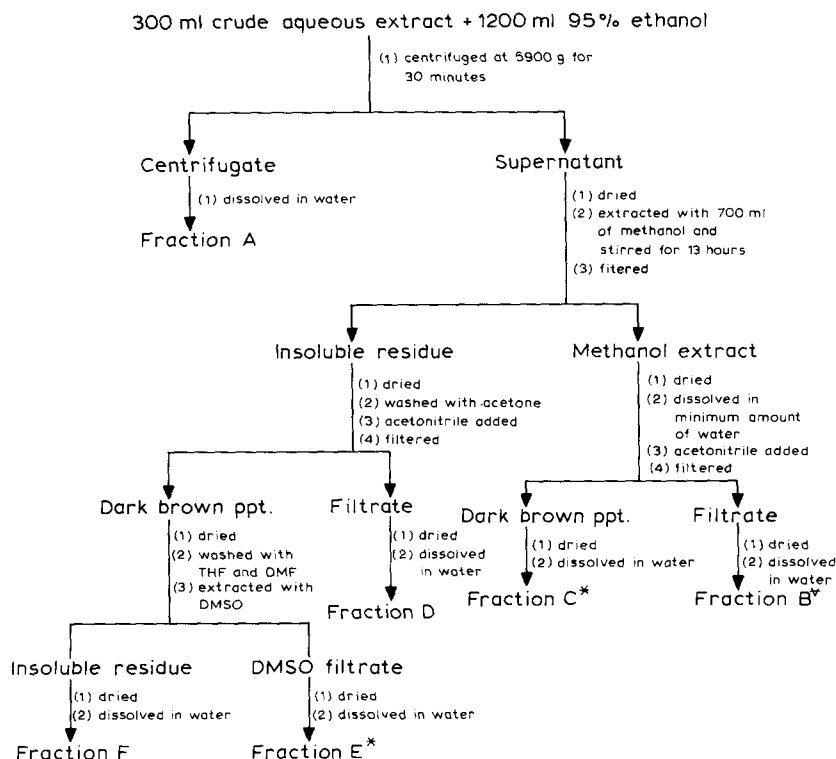 300 ml crude aqueous extract + 1200 ml 95% ethanol
(1) centrifuged at 5900 g for
30 minutes
Centrifugate
(1) dissolved in water
Fraction A
Supernatant
(1) dried
(2) extracted with 700 ml
of methanol and
stirred for 13 hours
(3) fitered
Insoluble residue
(1) dried
(2) washed with acetone
(3) acetonitrile added
(4) filtered
Methanol extract
(1) dried
(2) dissolved in
minimum amount
of water
(3) acetonitrile added
(4) filtered
Dark brown ppt.
(1) dried
(2) washed with
THF and DMF
(3) extracted with
DMSO
Filtrate
(1) dried
(2) dissolved
in water
Fraction D
Dark brown ppt.
(1) dried
(2) dissolved in water
Fraction C*
Filtrate
(1) dried
(2) dissolved
in water
Fraction B*
Insoluble residue
(1) dried
(2) dissolved in water
Fraction F
DMSO filtrate
(1) dried
(2) dissolved in water
Fraction E*